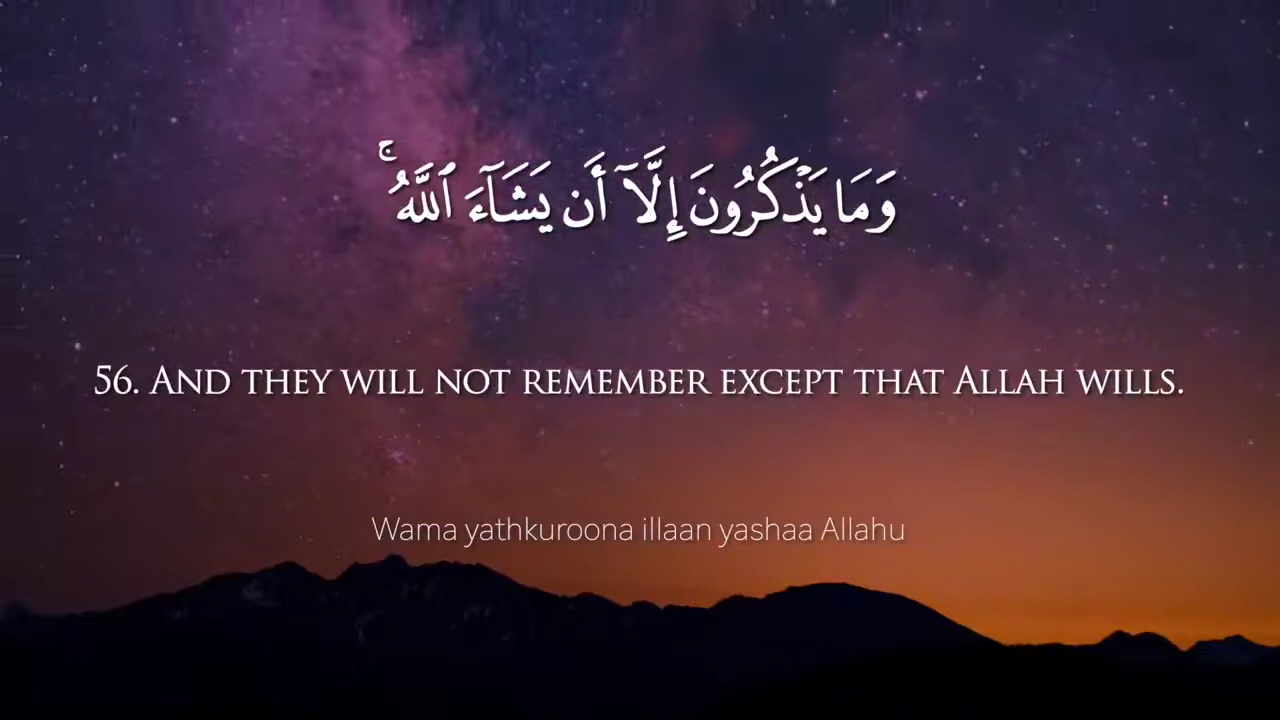 وَمَا يَذْكُرُونَ إِلَّآ أَن يَشَآءَ ٱللَّهُ ۚ
56. And they will not remember except that Allah wills.
Wama yathkuroona illaan yashaa Allahu